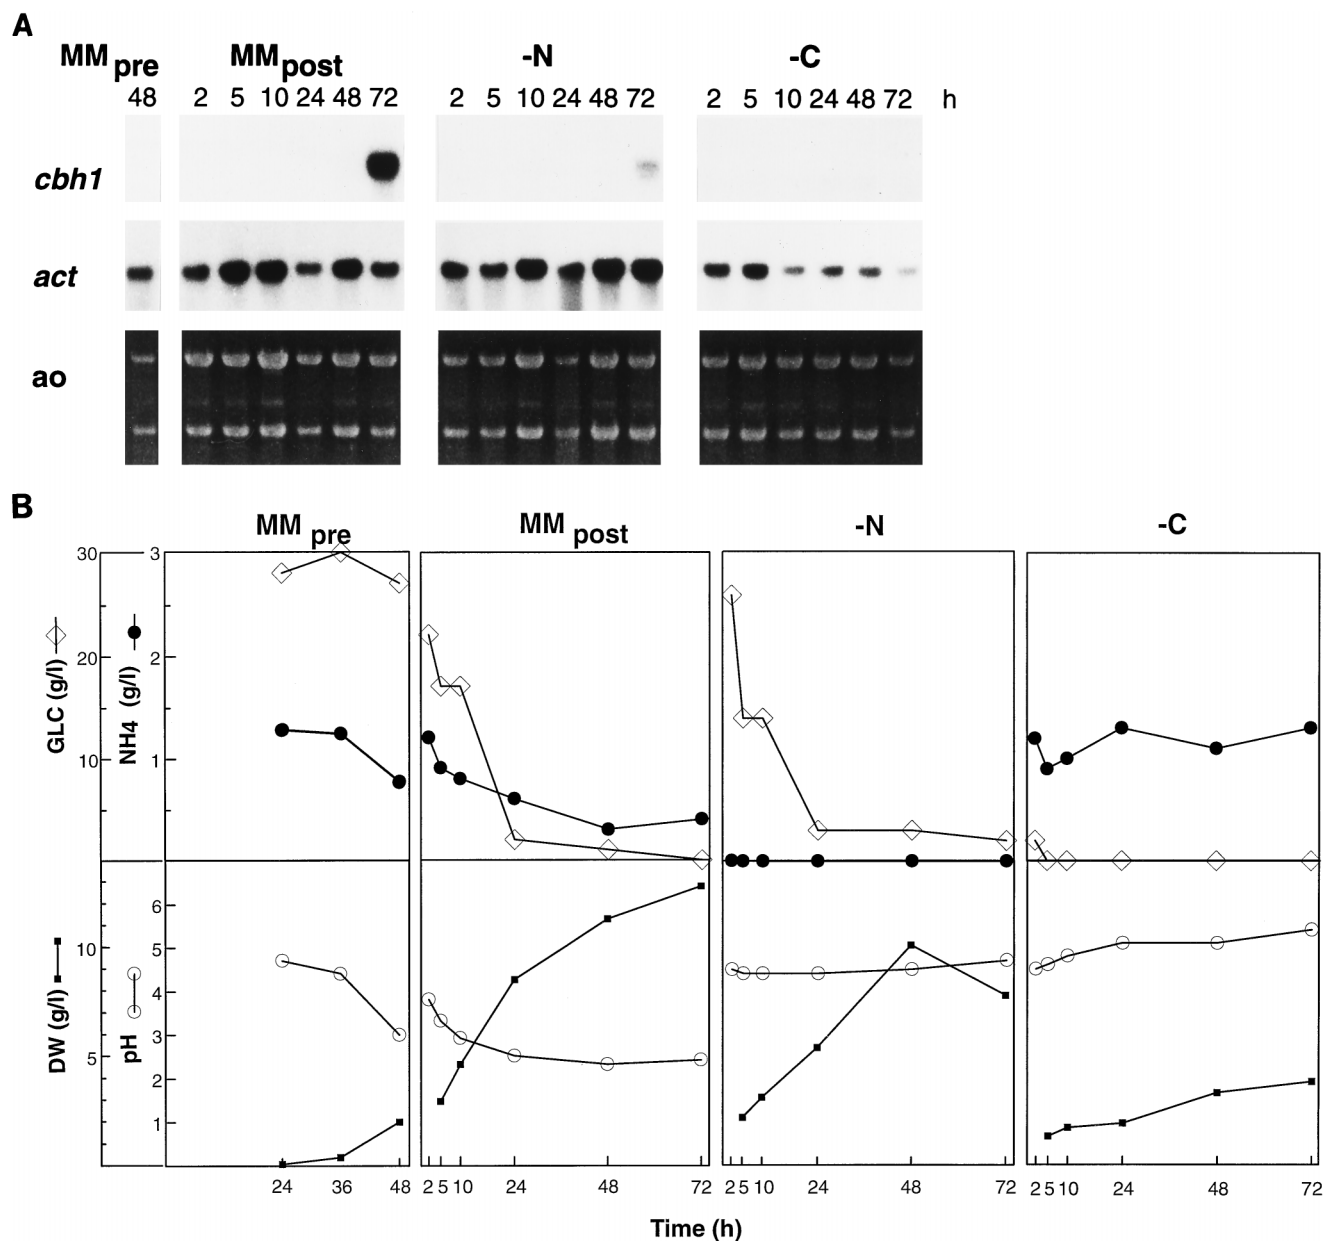 A
MM pre MM post -N -C
48 2 5 10 24 48 72 2 5 10 24 48 72 2 5 10 24 48 72 h
cbh1
act
ao
B
MM pre MM post -N -C
30 3
20 2
10 1
GLC (g/l)
NH4 (g/l)
6
10 5
4
3
5 2
1
DW (g/l)
pH
24 36 48 2 5 10 24 48 72 2 5 10 24 48 72 2 5 10 24 48 72
Time (h)